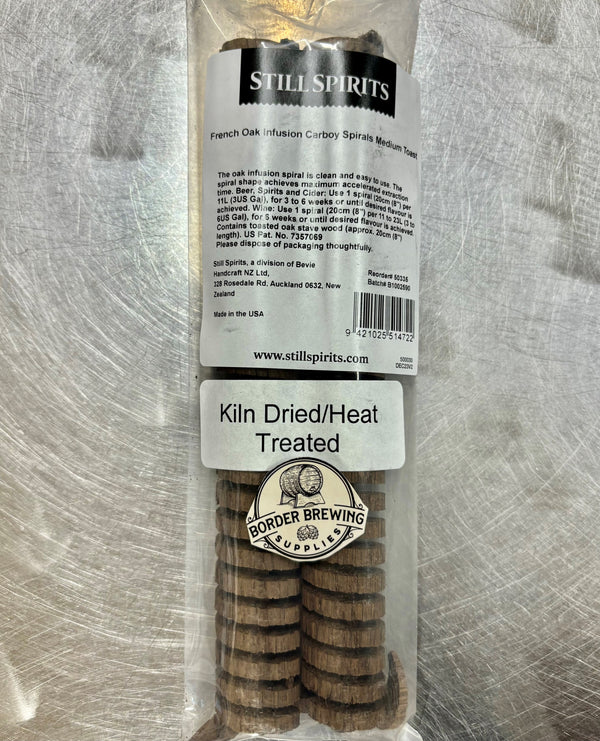 STILL SPIRITS
French Oak Infusion Carboy Spirals Medium Toast
The oak infusion spiral is clean and easy to use. The
spiral shape achieves maximum accelerated extraction
time. Beer, Spirits and Cider: Use 1 spiral (20cm (8") per
11L (3US Gal), for 3 to 6 weeks or until desired flavour is
achieved. Wine: Use 1 spiral (20cm (8") per 11 to 23L (3 to
6US Gal), for 6 weeks or until desired flavour is achieved.
Contains toasted oak stave wood (approx. 20cm (8")
length). US Pat. No. 7357069
Please dispose of packaging thoughtfully.
Still Spirits, a division of Bevie
Handcraft NZ Ltd,
328 Rosedale Rd, Auckland 0632, New
Zealand
Reorder# 50335
Batch# B1002590
Made in the USA
9 421025 514722
www.stillspirits.com
500030
DEC20V2
Kiln Dried/Heat
Treated
BORDER BREWING
SUPPLIES